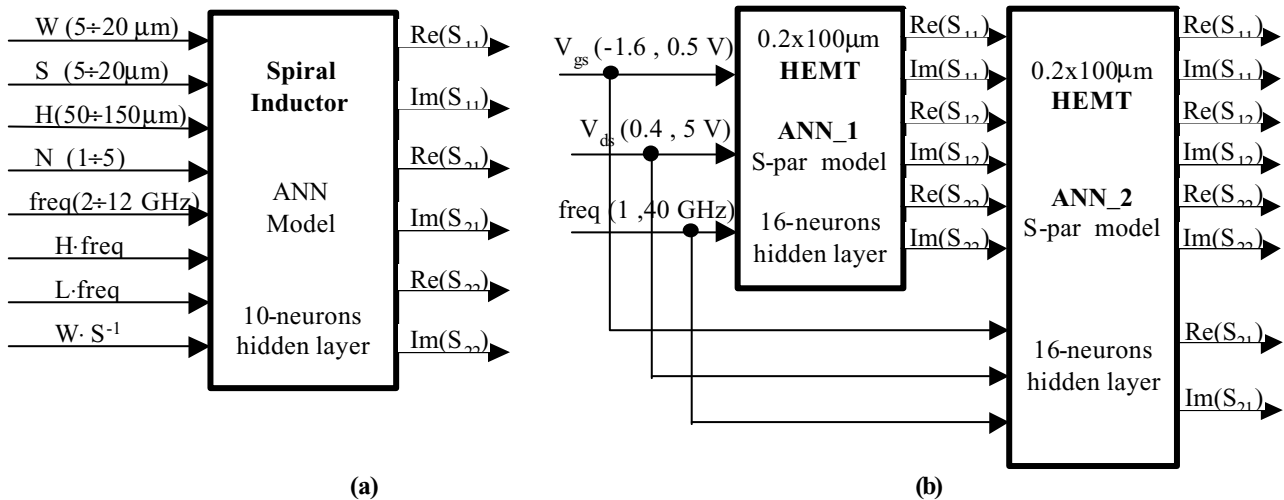 W (5÷20 μm)
S (5÷20μm)
H(50÷150μm)
N (1÷5)
freq(2÷12 GHz)
H·freq
L·freq
W· S⁻¹
Spiral
Inductor
ANN
Model
10-neurons
hidden layer
Re(S₁₁)
Im(S₁₁)
Re(S₂₁)
Im(S₂₁)
Re(S₂₂)
Im(S₂₂)
(a)
V_gs (-1.6 , 0.5 V)
V_ds (0.4 , 5 V)
freq (1 ,40 GHz)
0.2x100μm
HEMT
ANN_1
S-par model
16-neurons
hidden layer
Re(S₁₁)
Im(S₁₁)
Re(S₁₂)
Im(S₁₂)
Re(S₂₂)
Im(S₂₂)
0.2x100μm
HEMT
ANN_2
S-par model
16-neurons
hidden layer
Re(S₁₁)
Im(S₁₁)
Re(S₁₂)
Im(S₁₂)
Re(S₂₂)
Im(S₂₂)
Re(S₂₁)
Im(S₂₁)
(b)